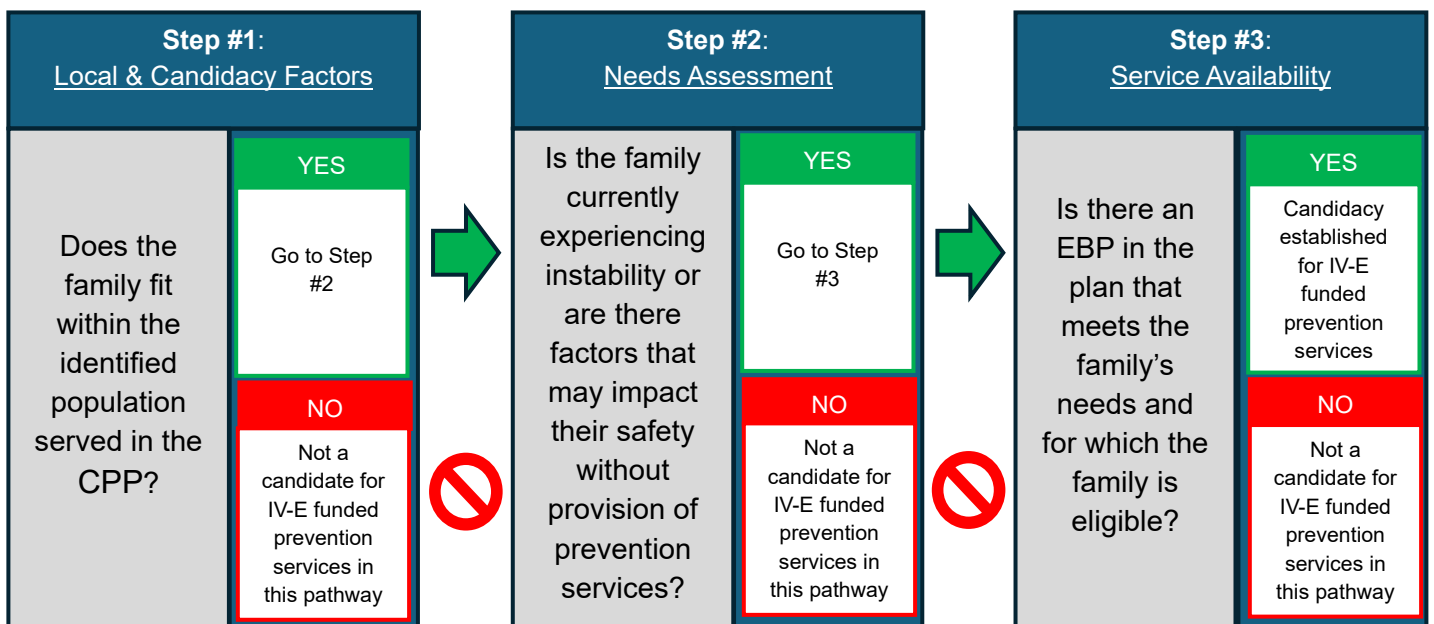 Step #1:
Local & Candidacy Factors
Does the
family fit
within the
identified
population
served in the
CPP?
YES
Go to Step
#2
NO
Not a
candidate for
IV-E funded
prevention
services in
this pathway
Step #2:
Needs Assessment
Is the family
currently
experiencing
instability or
are there
factors that
may impact
their safety
without
provision of
prevention
services?
YES
Go to Step
#3
NO
Not a
candidate for
IV-E funded
prevention
services in
this pathway
Step #3:
Service Availability
Is there an
EBP in the
plan that
meets the
family’s
needs and
for which the
family is
eligible?
YES
Candidacy
established
for IV-E
funded
prevention
services
NO
Not a
candidate for
IV-E funded
prevention
services in
this pathway